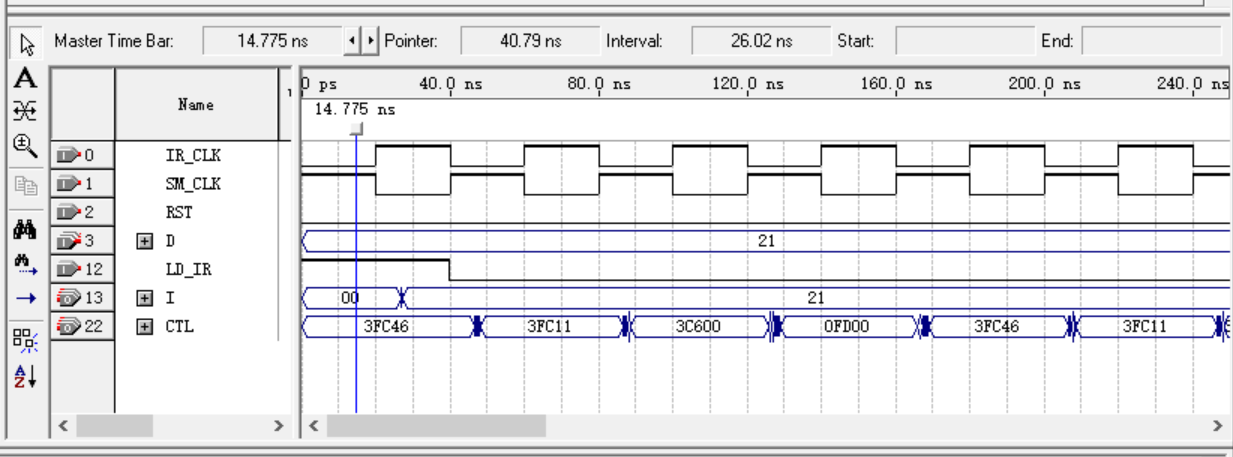 Master Time Bar: 14.775 ns Pointer: 40.79 ns Interval: 26.02 ns Start: End:
Name
0 ps 40.0 ns 80.0 ns 120.0 ns 160.0 ns 200.0 ns 240.0 ns
14.775 ns
0 IR_CLK
1 SM_CLK
2 RST
3 D 21
12 LD_IR
13 I 00 21
22 CTL 3FC46 3FC11 3C600 0FD00 3FC46 3FC11